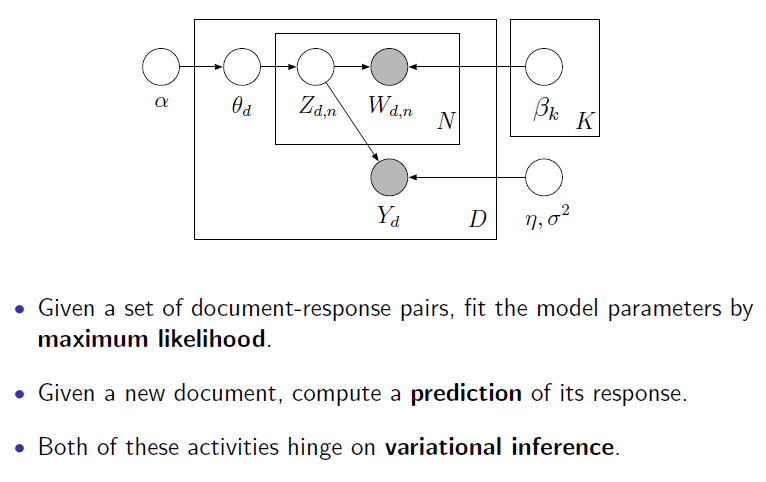 α
θ_d
Z_{d,n}
W_{d,n}
N
β_k
K
Y_d
D
η, σ²
• Given a set of document-response pairs, fit the model parameters by
maximum likelihood.
• Given a new document, compute a prediction of its response.
• Both of these activities hinge on variational inference.